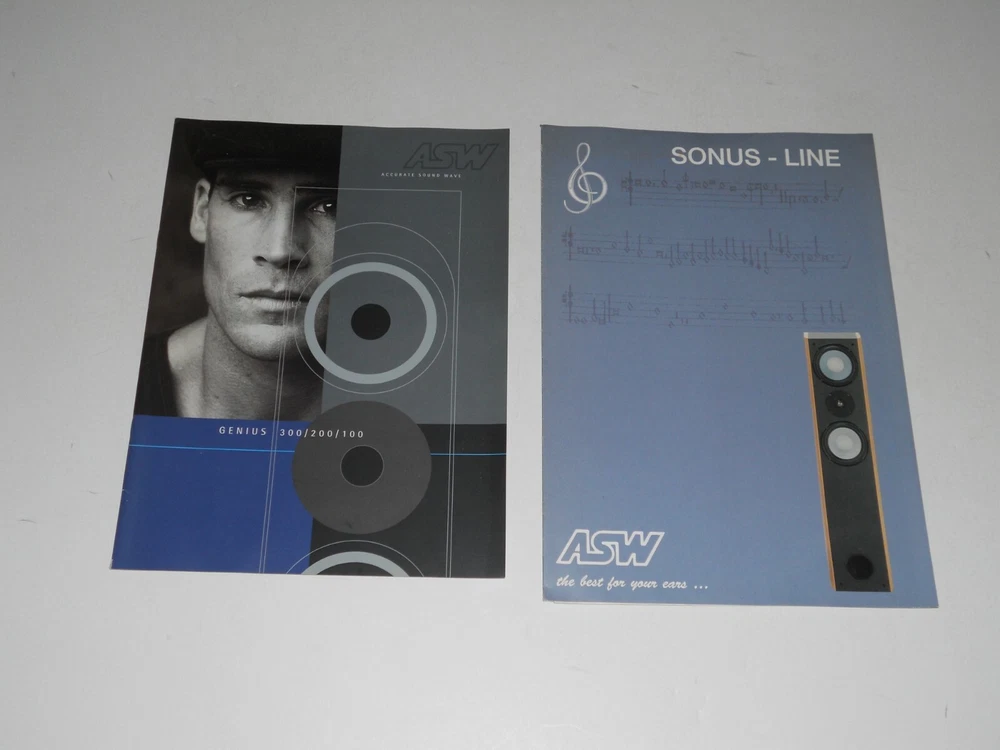 ASW
ACCURATE SOUND WAVE
GENIUS 300/200/100
SONUS - LINE
ASW
the best for your ears ...